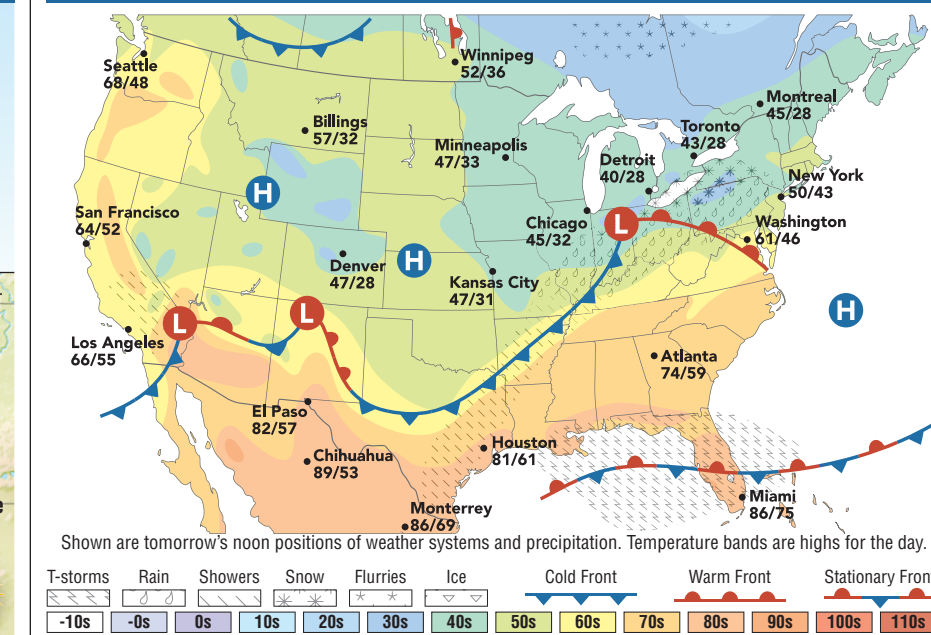 Seattle
68/48
Winnipeg
52/36
Billings
57/32
Minneapolis
47/33
Montreal
45/28
Toronto
43/28
Detroit
40/28
New York
50/43
H
San Francisco
64/52
Chicago
45/32
L
Washington
61/46
Denver
47/28
H
Kansas City
47/31
L
L
H
Los Angeles
66/55
Atlanta
74/59
El Paso
82/57
Chihuahua
89/53
Houston
81/61
Monterrey
86/69
Miami
86/75
Shown are tomorrow's noon positions of weather systems and precipitation. Temperature bands are highs for the day.
T-storms Rain Showers Snow Flurries Ice Cold Front Warm Front Stationary Fron
-10s -0s 0s 10s 20s 30s 40s 50s 60s 70s 80s 90s 100s 110s